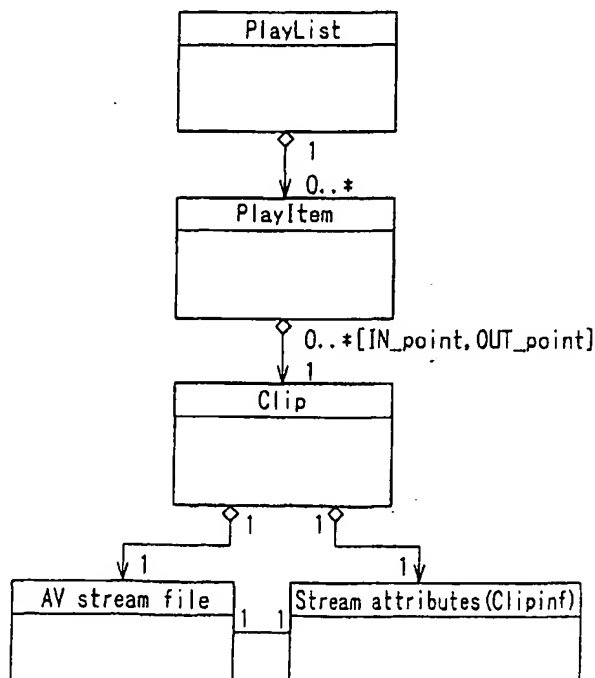 PlayList
1
0..*
PlayItem
0..*[IN_point,OUT_point]
1
Clip
1 1
1 1
AV stream file Stream attributes(Clipinf)
1 1